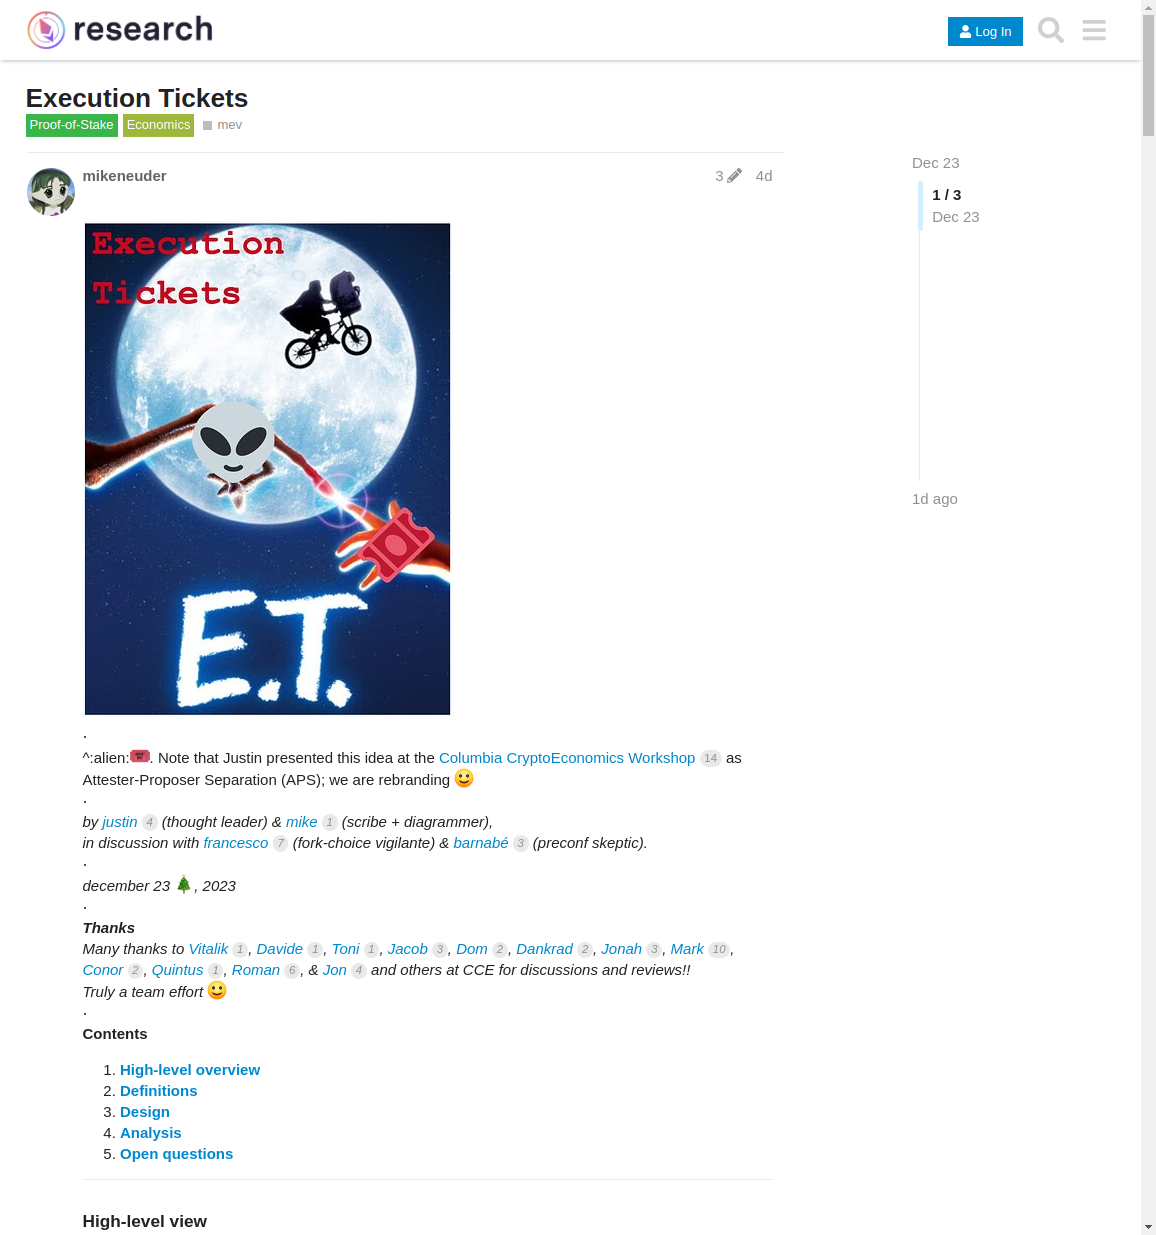 research
Log In
Execution Tickets
Proof-of-Stake Economics mev
mikeneuder 3 4d
Dec 23
1 / 3
Dec 23
1d ago
Execution
Tickets
E.T.
.
^:alien: . Note that Justin presented this idea at the Columbia CryptoEconomics Workshop 14 as
Attester-Proposer Separation (APS); we are rebranding
.
by justin 4 (thought leader) & mike 1 (scribe + diagrammer),
in discussion with francesco 7 (fork-choice vigilante) & barnabé 3 (preconf skeptic).
.
december 23 , 2023
.
Thanks
Many thanks to Vitalik 1, Davide 1, Toni 1, Jacob 3, Dom 2, Dankrad 2, Jonah 3, Mark 10,
Conor 2, Quintus 1, Roman 6, & Jon 4 and others at CCE for discussions and reviews!!
Truly a team effort
.
Contents
1. High-level overview
2. Definitions
3. Design
4. Analysis
5. Open questions
High-level view